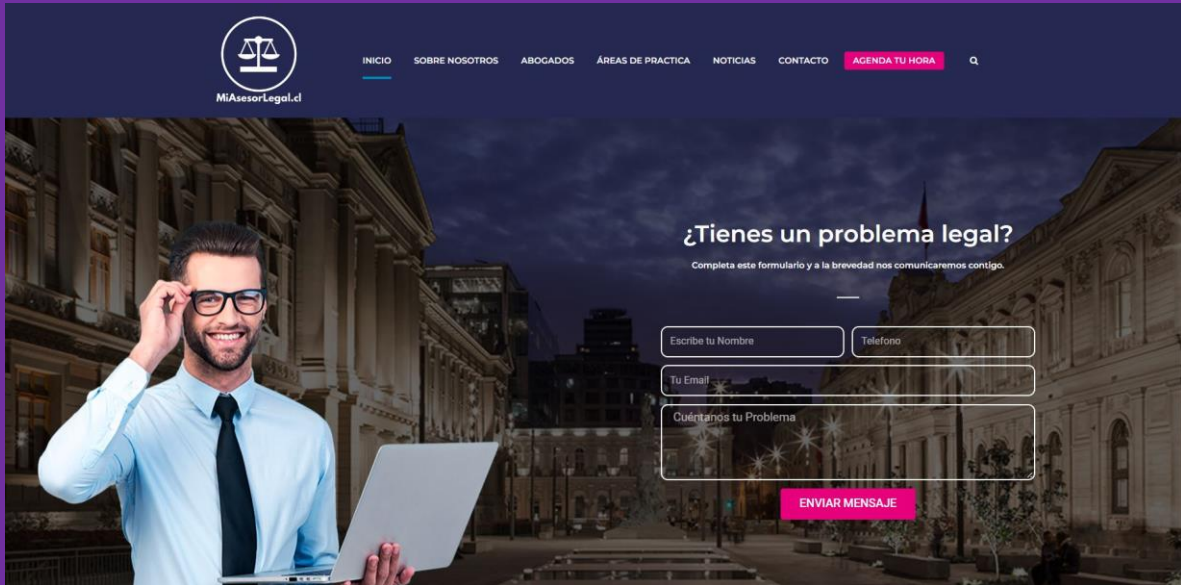 MiAsesorLegal.cl
INICIO SOBRE NOSOTROS ABOGADOS ÁREAS DE PRACTICA NOTICIAS CONTACTO AGENDA TU HORA
¿Tienes un problema legal?
Completa este formulario y a la brevedad nos comunicaremos contigo.
Escribe tu Nombre Telefono
Tu Email
Cuéntanos tu Problema
ENVIAR MENSAJE